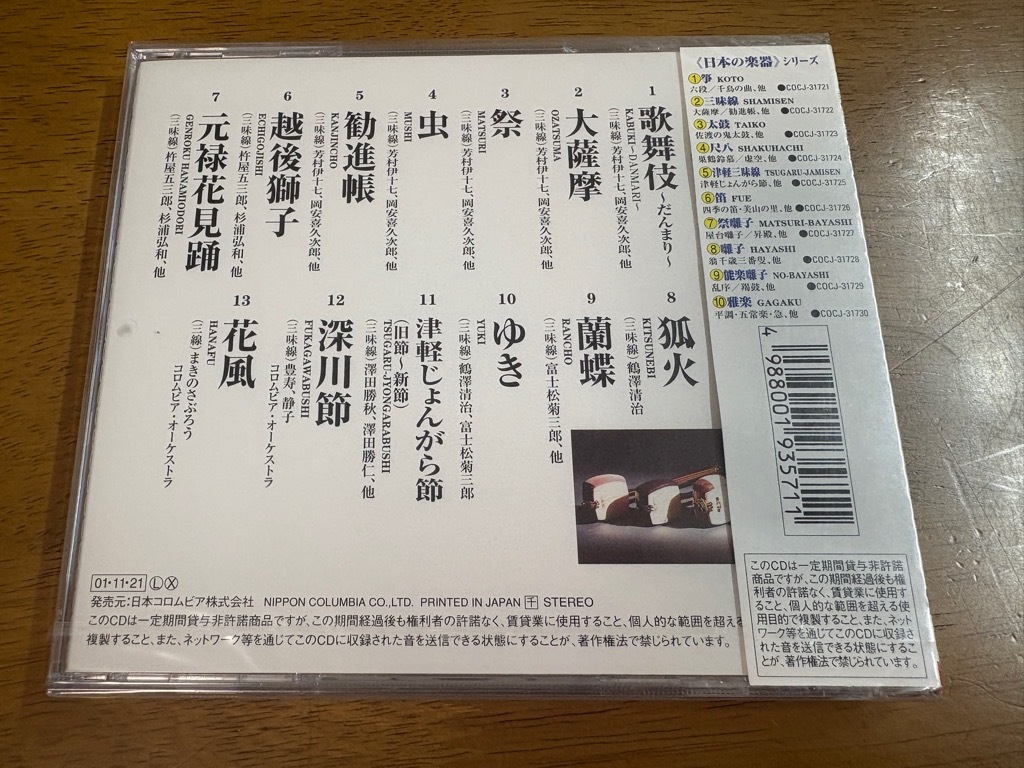 1
歌舞伎～だんまり～
KABUKI～DANMARI～
(三味線)芳村伊十七、岡安喜久次郎、他
2
大薩摩
OZATSUMA
(三味線)芳村伊十七、岡安喜久次郎、他
3
祭
MATSURI
(三味線)芳村伊十七、岡安喜久次郎、他
4
虫
MUSHI
(三味線)芳村伊十七、岡安喜久次郎、他
5
勧進帳
KANJINCHO
(三味線)芳村伊十七、岡安喜久次郎、他
6
越後獅子
ECHIGOJISHI
(三味線)杵屋五三郎、杉浦弘和、他
7
元禄花見踊
GENROKU HANAMIODORI
(三味線)杵屋五三郎、杉浦弘和、他
8
狐火
KITSUNEBI
(三味線)鶴澤清治
9
蘭蝶
RANCHO
(三味線)富士松菊三郎、他
10
ゆき
YUKI
(三味線)鶴澤清治、富士松菊三郎
11
津軽じょんがら節
(旧節～新節)
TSUGARU-JYONGARABUSHI
(三味線)澤田勝秋、澤田勝仁、他
12
深川節
FUKAGAWABUSHI
(三味線)豊寿・静子
コロムビア・オーケストラ
13
花風
HANAFU
(三線)まきのさぶろう
コロムビア・オーケストラ
01・11・21 Ⓛ Ⓧ
発売元:日本コロムビア株式会社 NIPPON COLUMBIA CO.,LTD. PRINTED IN JAPAN 干 STEREO
このCDは一定期間貸与非許諾商品ですが、この期間経過後も権利者の許諾なく、賃貸業に使用すること、個人的な範囲を超える
複製すること、また、ネットワーク等を通じてこのCDに収録された音を送信できる状態にすることが、著作権法で禁じられています。
《日本の楽器》シリーズ
①箏 KOTO
六段／千鳥の曲、他 ●COCJ-31721
②三味線 SHAMISEN
大薩摩／勧進帳、他 ●COCJ-31722
③太鼓 TAIKO
佐渡の鬼太鼓、他 ●COCJ-31723
④尺八 SHAKUHACHI
巣鶴鈴慕／虚空、他 ●COCJ-31724
⑤津軽三味線 TSUGARU-JAMISEN
津軽じょんがら節、他 ●COCJ-31725
⑥笛 FUE
四季の笛・美山の里、他 ●COCJ-31726
⑦祭囃子 MATSURI-BAYASHI
屋台囃子／昇殿、他 ●COCJ-31727
⑧囃子 HAYASHI
翁千歳三番叟、他 ●COCJ-31728
⑨能楽囃子 NO-BAYASHI
乱序／羯鼓、他 ●COCJ-31729
⑩雅楽 GAGAKU
平調・五常楽・急、他 ●COCJ-31730
4 988001 935711
このCDは一定期間貸与非許諾
商品ですが、この期間経過後も権
利者の許諾なく、賃貸業に使用す
ること、個人的な範囲を超える使
用目的で複製すること、また、ネット
ワーク等を通じてこのCDに収録さ
れた音を送信できる状態にするこ
とが、著作権法で禁じられています。